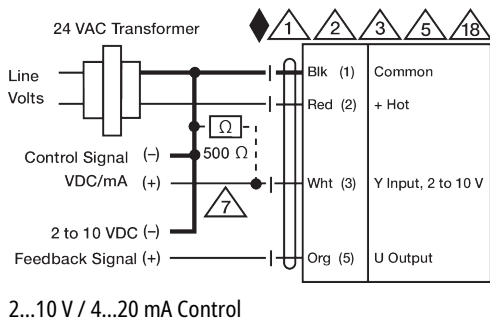 24 VAC Transformer
1 2 3 5 18
Line
Volts
Blk (1) Common
Red (2) + Hot
Ω
500 Ω
Control Signal (–)
VDC/mA (+)
Wht (3) Y Input, 2 to 10 V
7
2 to 10 VDC (–)
Feedback Signal (+)
Org (5) U Output
2...10 V / 4...20 mA Control